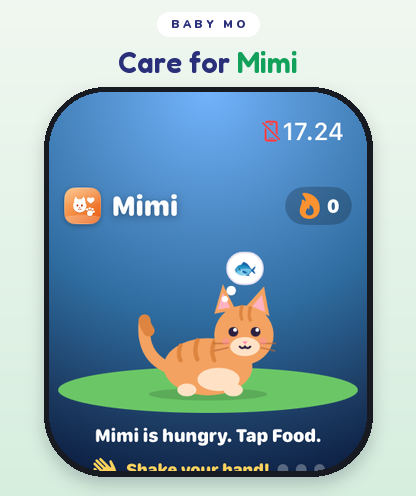 BABY MO
Care for Mimi
17.24
Mimi
0
Mimi is hungry. Tap Food.
Shake your hand!